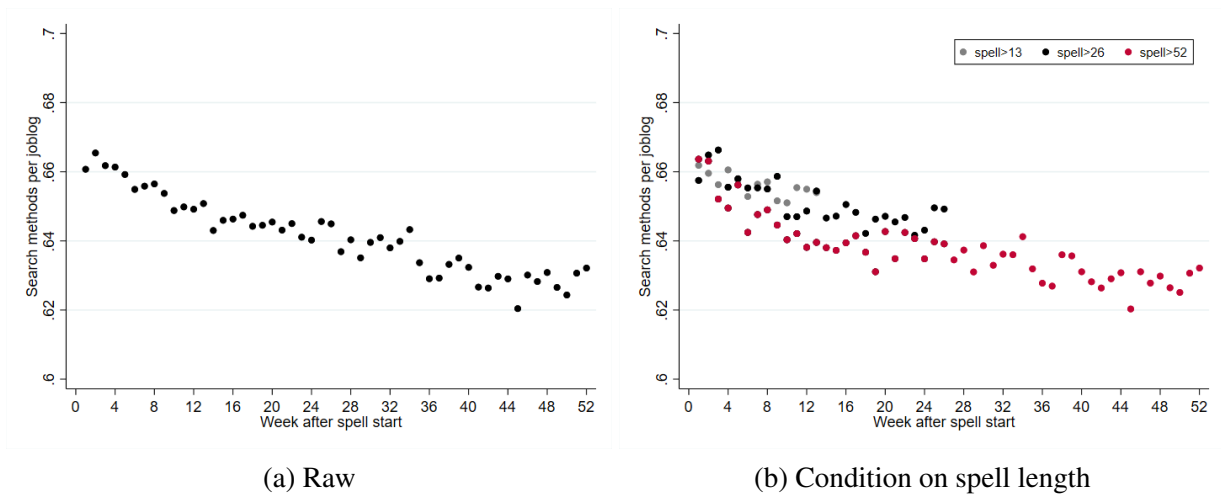 Search methods per joblog
.7
.68
.66
.64
.62
.6
0 4 8 12 16 20 24 28 32 36 40 44 48 52
Week after spell start
(a) Raw
spell>13 spell>26 spell>52
Search methods per joblog
.7
.68
.66
.64
.62
.6
0 4 8 12 16 20 24 28 32 36 40 44 48 52
Week after spell start
(b) Condition on spell length